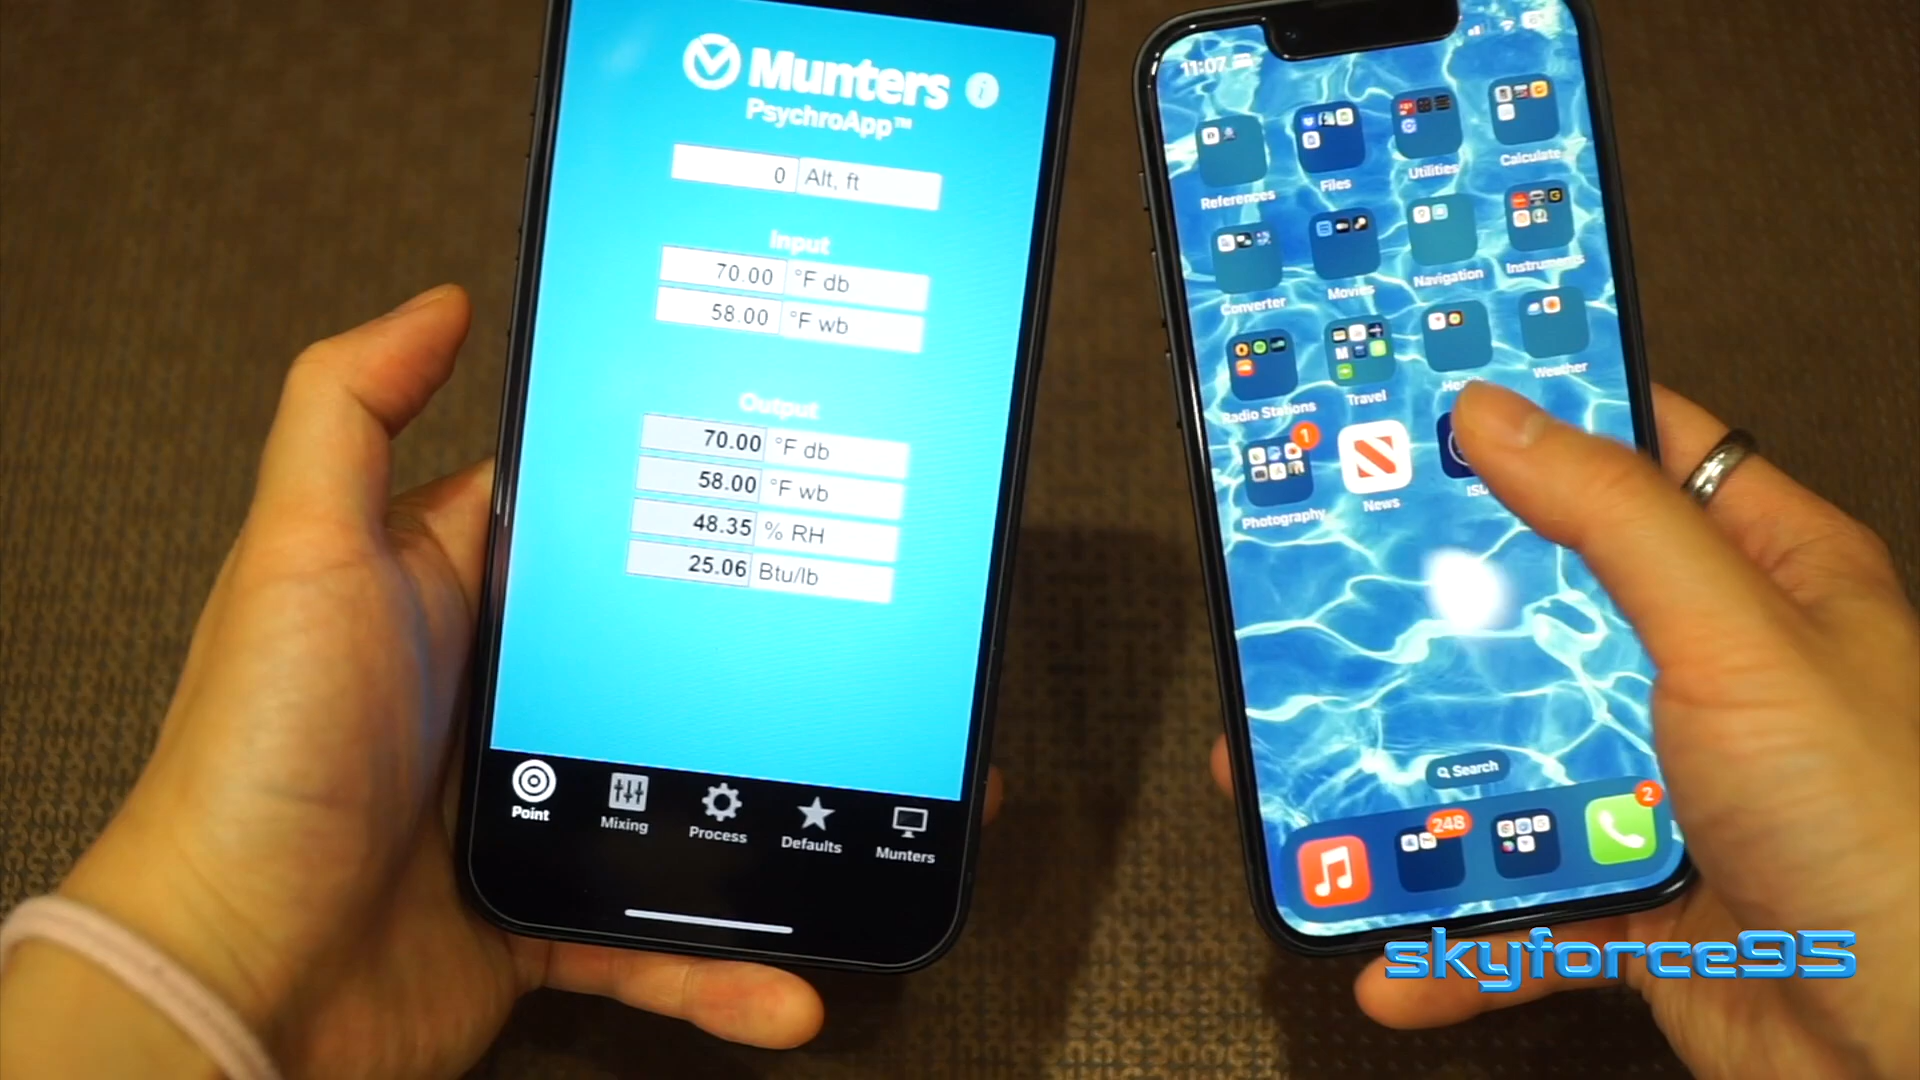 Munters
PsychroApp™
0 Alt, ft
Input
70.00 °F db
58.00 °F wb
Output
70.00 °F db
58.00 °F wb
48.35 % RH
25.06 Btu/lb
Point Mixing Process Defaults Munters
11:07
References Files Utilities Calculate
Converter Movies Navigation Instruments
Radio Stations Travel Weather
1
Photography News
Search
248 2
skyforce95